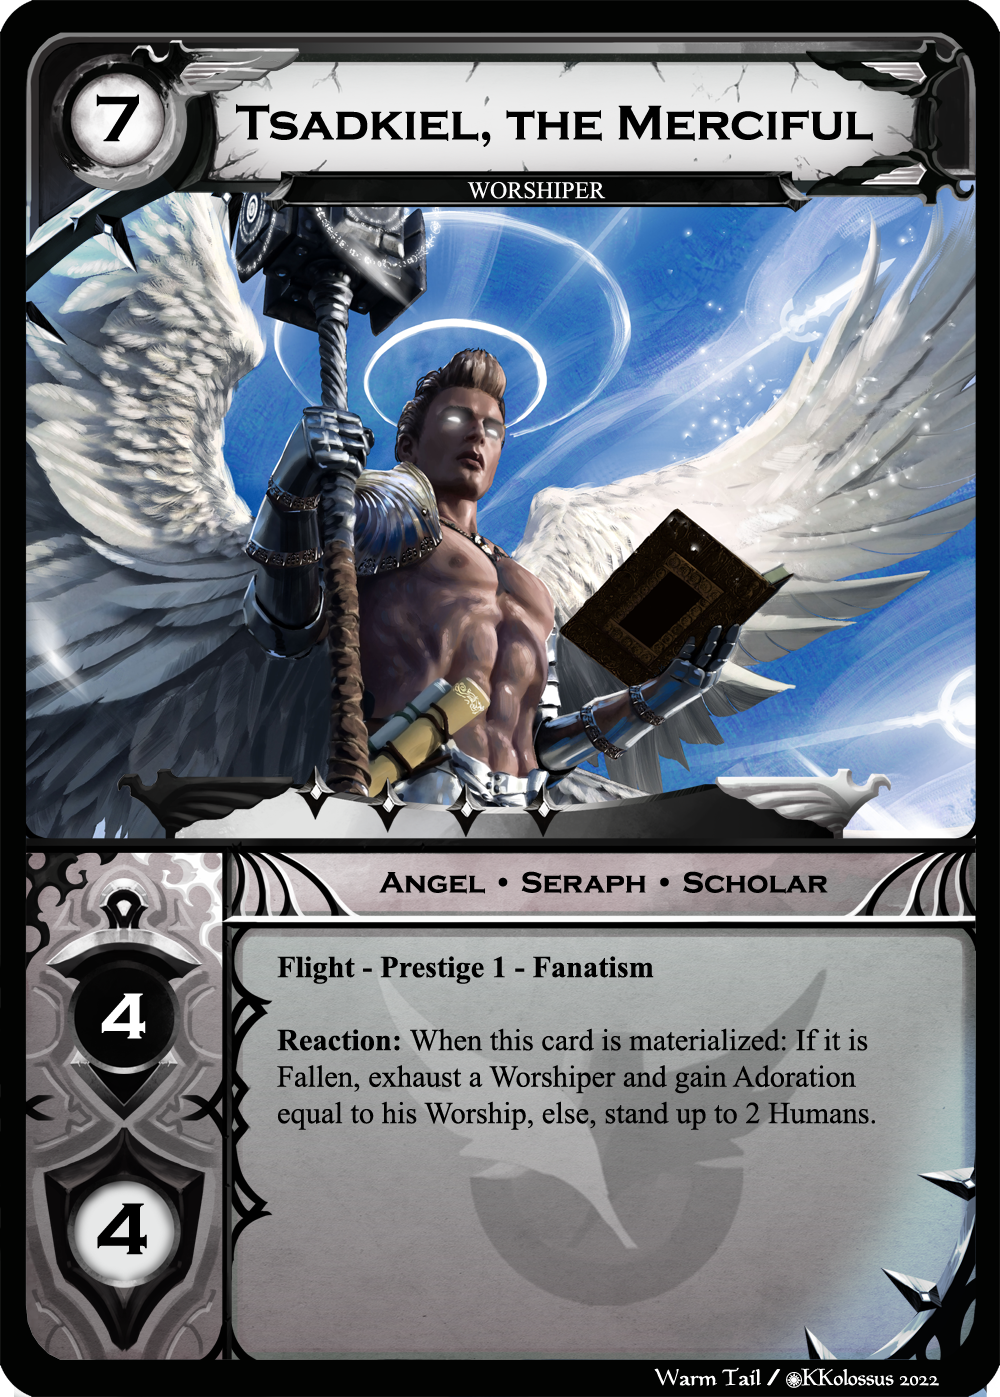 7
TSADKIEL, THE MERCIFUL
WORSHIPER
ANGEL • SERAPH • SCHOLAR
4
4
Flight - Prestige 1 - Fanatism
Reaction: When this card is materialized: If it is
Fallen, exhaust a Worshiper and gain Adoration
equal to his Worship, else, stand up to 2 Humans.
Warm Tail / KKolossus 2022